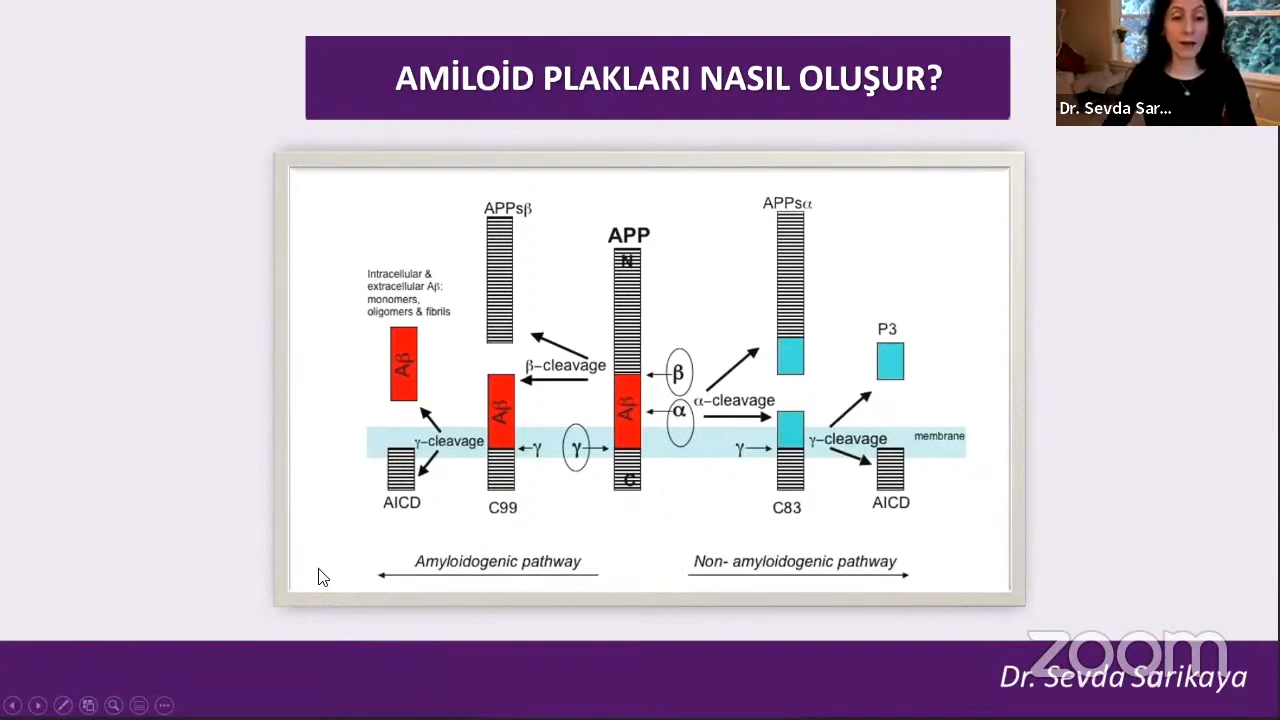 AMİLOİD PLAKLARI NASIL OLUŞUR?
Dr. Sevda Sar...
APPsβ
APPsα
APP
N
Intracellular &
extracellular Aβ:
monomers,
oligomers & fibrils
P3
Aβ
β-cleavage
β
Aβ
Aβ
α-cleavage
α
γ-cleavage
γ
γ
γ
γ-cleavage
membrane
C
AICD
C99
C83
AICD
Amyloidogenic pathway
Non- amyloidogenic pathway
zoom
Dr. Sevda Sarikaya